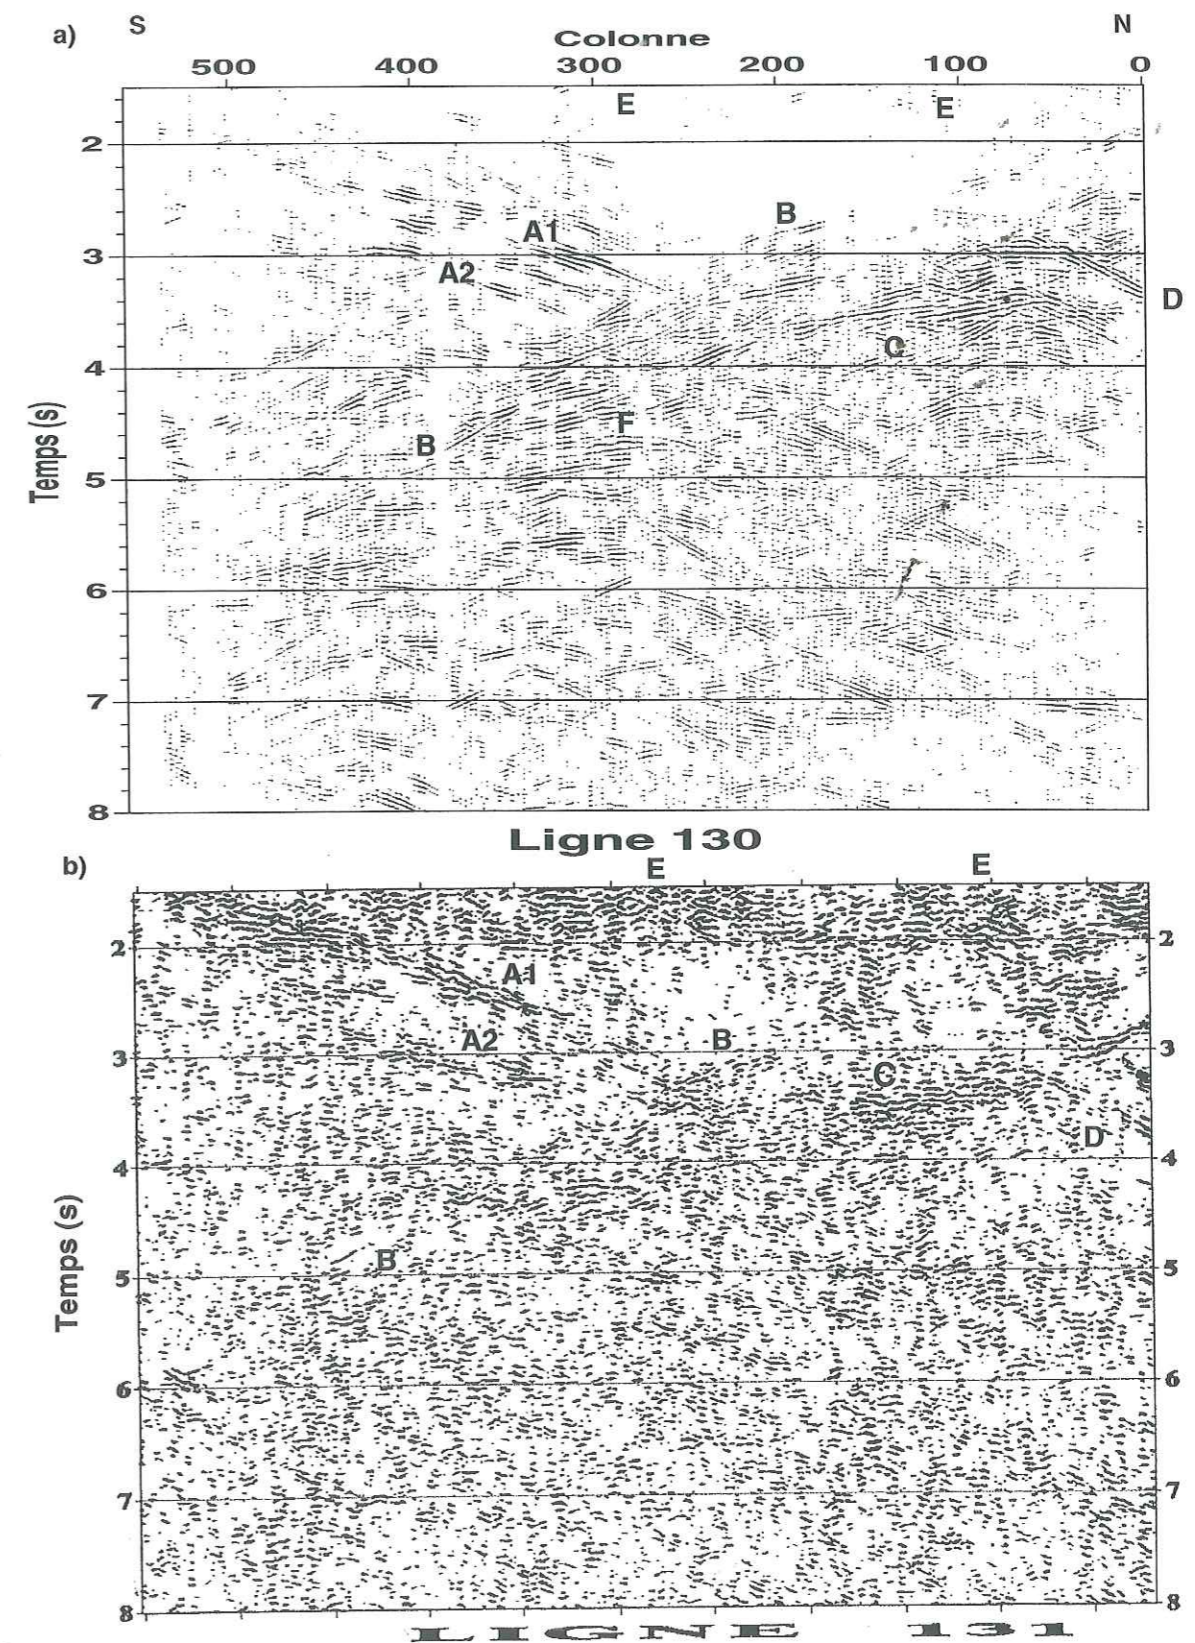 a) S N
Colonne
500 400 300 200 100 0
E E
2
B
A1
3
A2
D
C
4
F
B
5
6
7
8
Temps (s)
Ligne 130
b) E E
2 2
A1
A2 B
3 3
C
D
4 4
B
5 5
6 6
7 7
8 8
Temps (s)
LIGNE 131